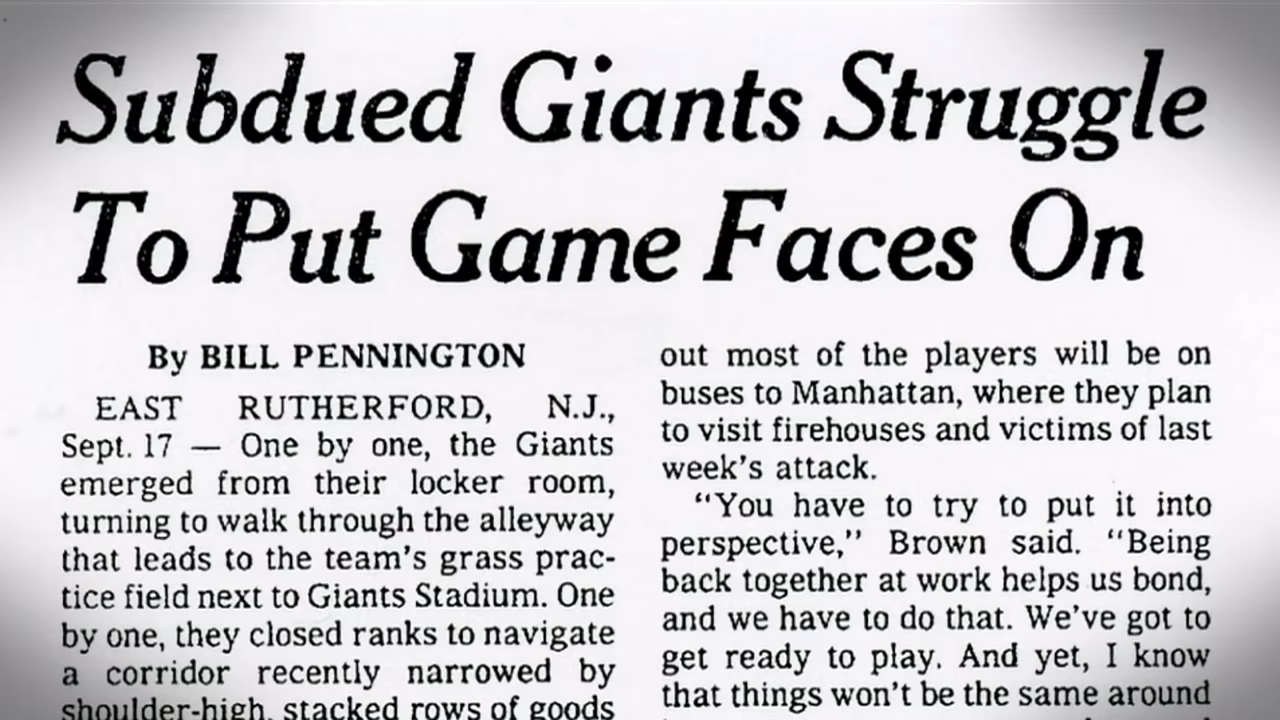 Subdued Giants Struggle
To Put Game Faces On
By BILL PENNINGTON
EAST RUTHERFORD, N.J.,
Sept. 17 — One by one, the Giants
emerged from their locker room,
turning to walk through the alleyway
that leads to the team's grass prac-
tice field next to Giants Stadium. One
by one, they closed ranks to navigate
a corridor recently narrowed by
shoulder-high, stacked rows of goods
out most of the players will be on
buses to Manhattan, where they plan
to visit firehouses and victims of last
week's attack.
“You have to try to put it into
perspective,” Brown said. “Being
back together at work helps us bond,
and we have to do that. We've got to
get ready to play. And yet, I know
that things won't be the same around